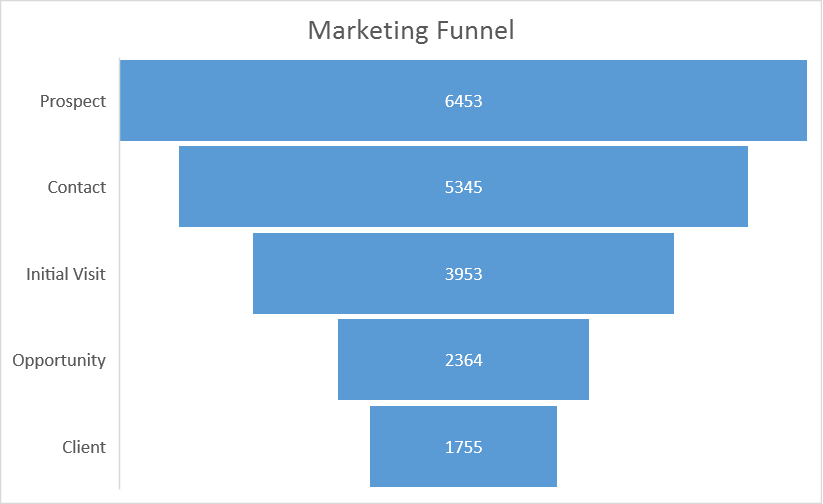 Marketing Funnel
Prospect 6453
Contact 5345
Initial Visit 3953
Opportunity 2364
Client 1755